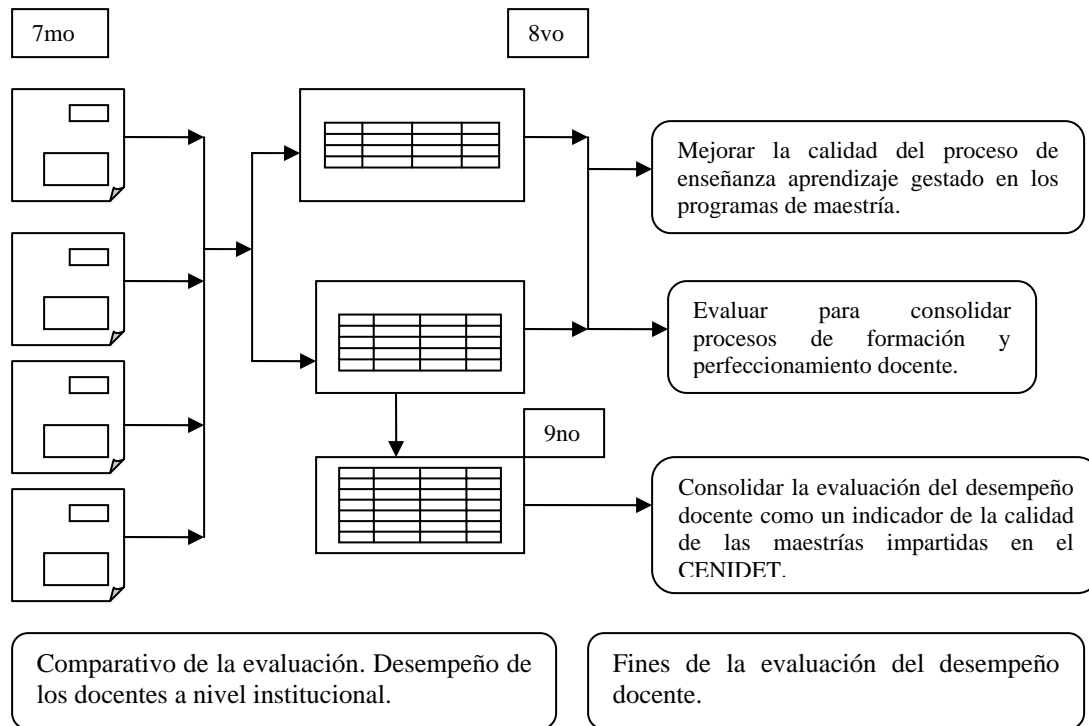 7mo
8vo
Mejorar la calidad del proceso de
enseñanza aprendizaje gestado en los
programas de maestría.
Evaluar para consolidar
procesos de formación y
perfeccionamiento docente.
9no
Consolidar la evaluación del desempeño
docente como un indicador de la calidad
de las maestrías impartidas en el
CENIDET.
Comparativo de la evaluación. Desempeño de
los docentes a nivel institucional.
Fines de la evaluación del desempeño
docente.